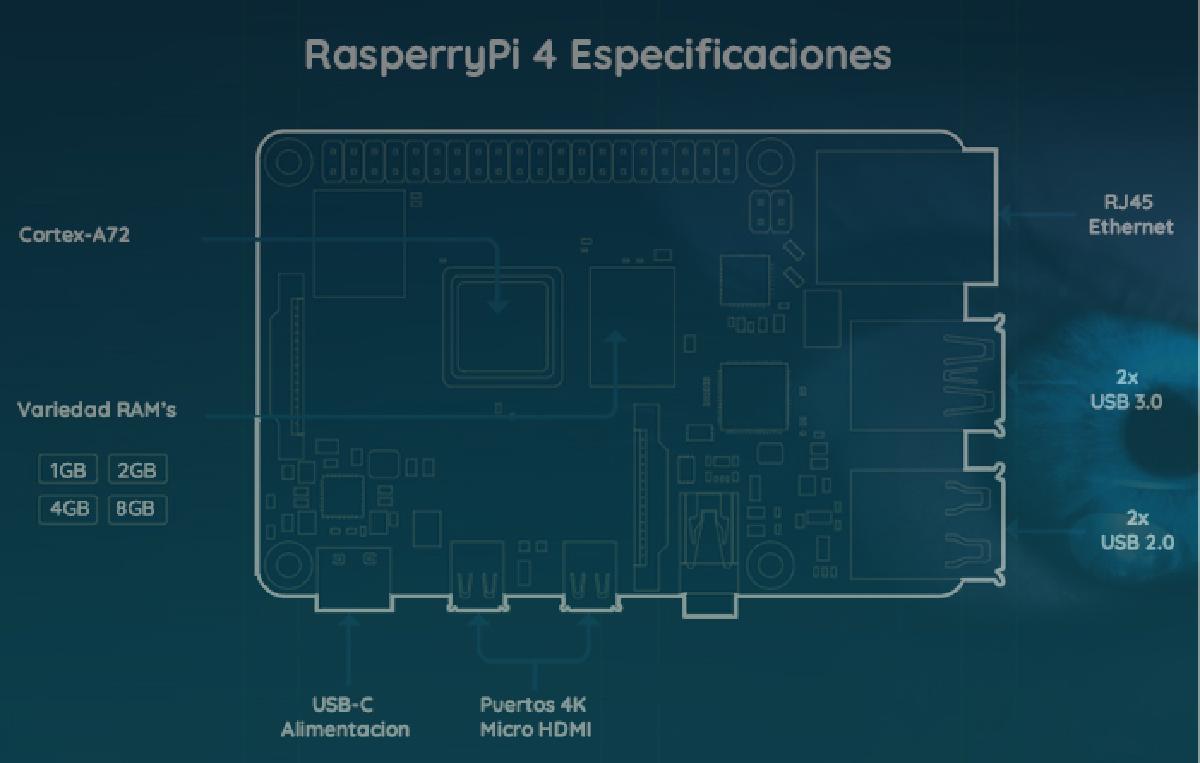 RasperryPi 4 Especificaciones
RJ45
Ethernet
Cortex-A72
2x
USB 3.0
Variedad RAM's
1GB 2GB
4GB 8GB
2x
USB 2.0
USB-C
Alimentacion
Puertos 4K
Micro HDMI